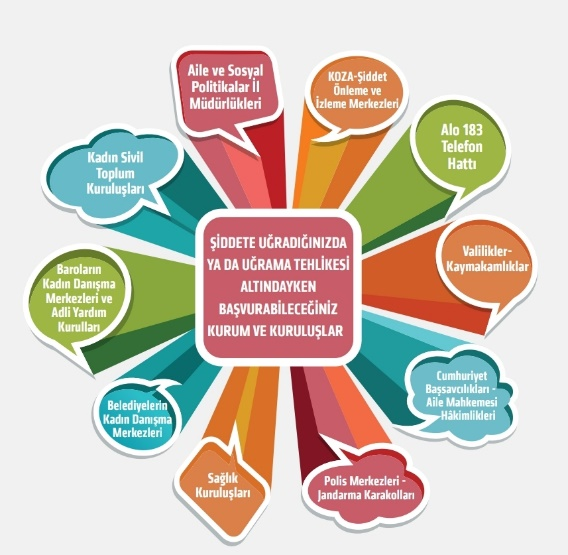 ŞİDDETE UĞRADIĞINIZDA
YA DA UĞRAMA TEHLİKESİ
ALTINDAYKEN
BAŞVURABİLECEĞİNİZ
KURUM VE KURULUŞLAR
Aile ve Sosyal
Politikalar İl
Müdürlükleri
KOZA-Şiddet
Önleme ve
İzleme Merkezleri
Alo 183
Telefon
Hattı
Valilikler-
Kaymakamlıklar
Cumhuriyet
Başsavcılıkları -
Aile Mahkemesi
Hâkimlikleri
Polis Merkezleri -
Jandarma Karakolları
Sağlık
Kuruluşları
Belediyelerin
Kadın Danışma
Merkezleri
Baroların
Kadın Danışma
Merkezleri ve
Adli Yardım
Kurulları
Kadın Sivil
Toplum
Kuruluşları